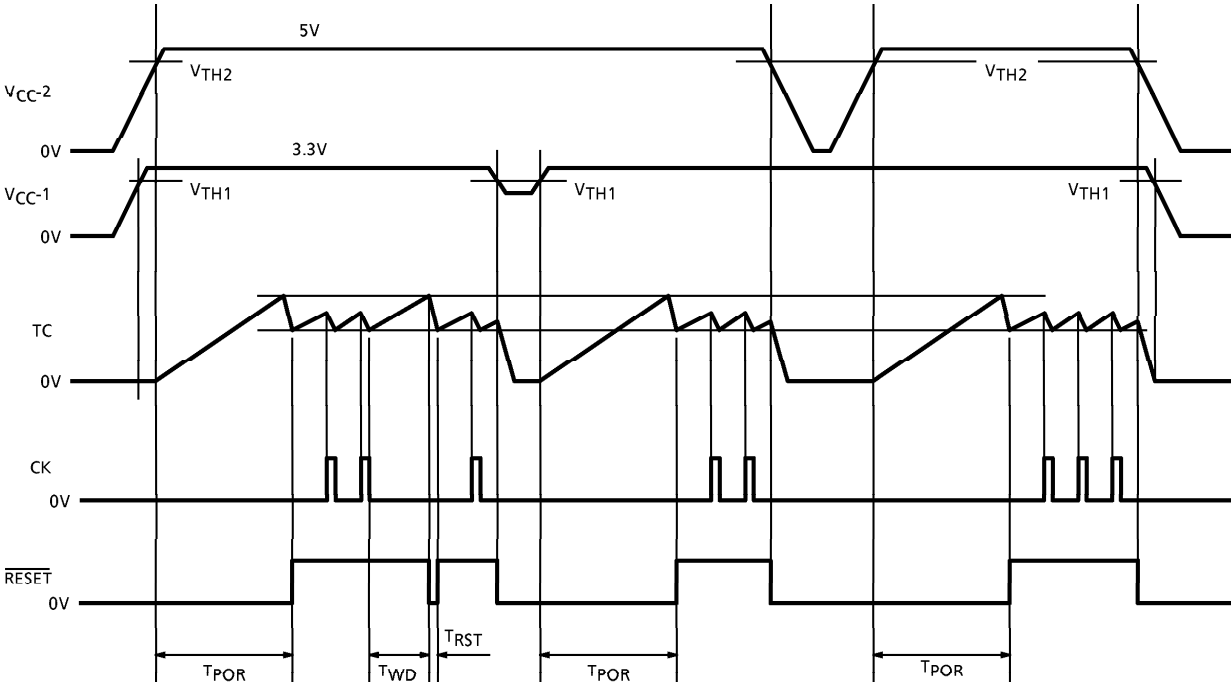 5V
VTH2
VTH2
VCC-2
0V
3.3V
VTH1
VTH1
VTH1
VCC-1
0V
TC
0V
CK
0V
RESET
0V
TRST
TPOR
TWD
TPOR
TPOR